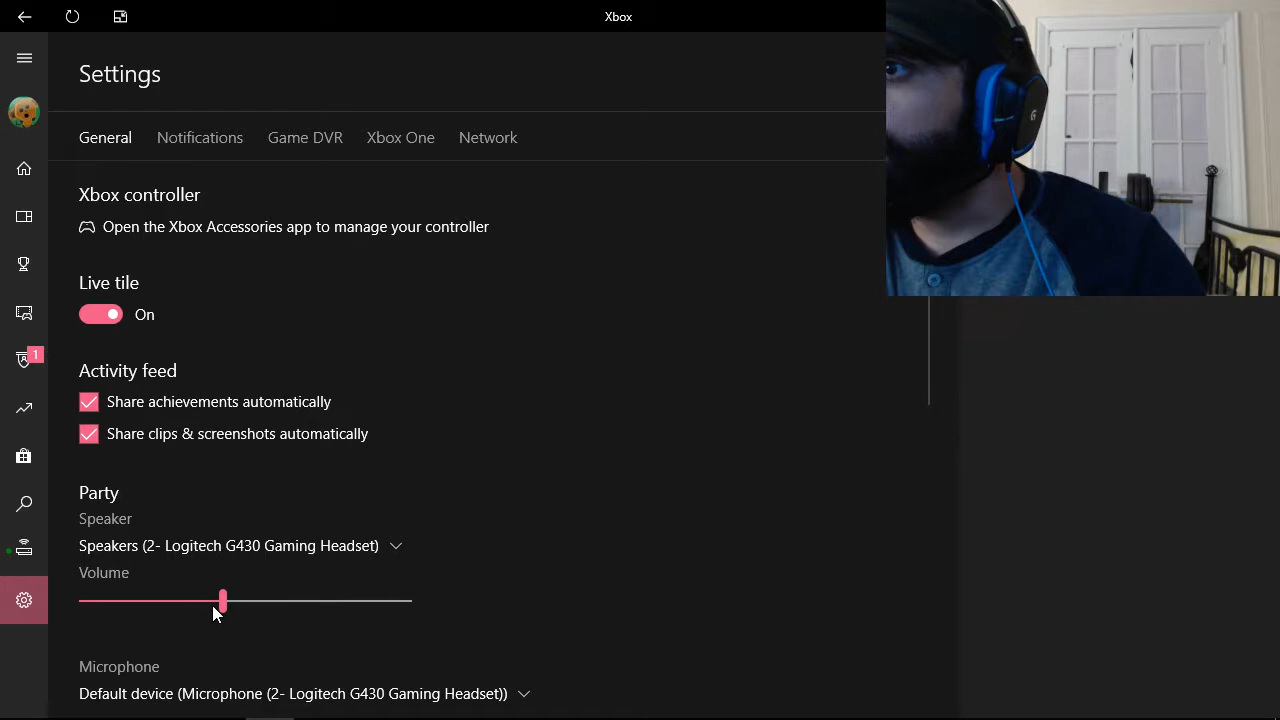 Xbox
Settings
General Notifications Game DVR Xbox One Network
Xbox controller
Open the Xbox Accessories app to manage your controller
Live tile
On
1
Activity feed
Share achievements automatically
Share clips & screenshots automatically
Party
Speaker
Speakers (2- Logitech G430 Gaming Headset)
Volume
Microphone
Default device (Microphone (2- Logitech G430 Gaming Headset))